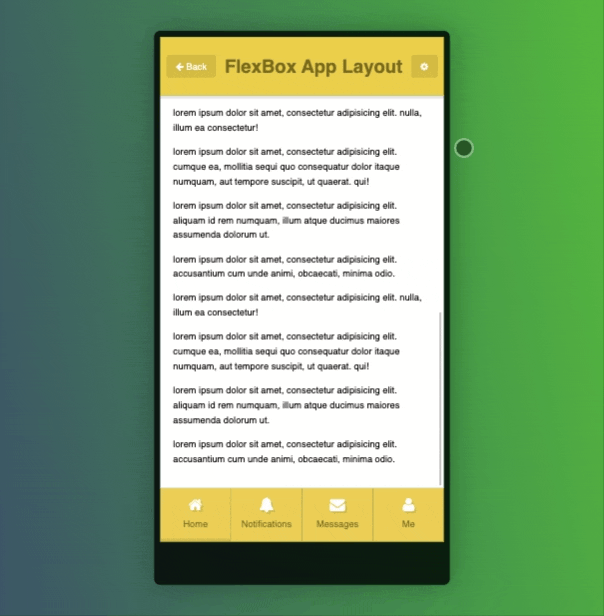 Back
FlexBox App Layout
lorem ipsum dolor sit amet, consectetur adipisicing elit. nulla,
illum ea consectetur!
lorem ipsum dolor sit amet, consectetur adipisicing elit.
cumque ea, mollitia sequi quo consequatur dolor itaque
numquam, aut tempore suscipit, ut quaerat. qui!
lorem ipsum dolor sit amet, consectetur adipisicing elit.
aliquam id rem numquam, illum atque ducimus maiores
assumenda dolorum ut.
lorem ipsum dolor sit amet, consectetur adipisicing elit.
accusantium cum unde animi, obcaecati, minima odio.
lorem ipsum dolor sit amet, consectetur adipisicing elit. nulla,
illum ea consectetur!
lorem ipsum dolor sit amet, consectetur adipisicing elit.
cumque ea, mollitia sequi quo consequatur dolor itaque
numquam, aut tempore suscipit, ut quaerat. qui!
lorem ipsum dolor sit amet, consectetur adipisicing elit.
aliquam id rem numquam, illum atque ducimus maiores
assumenda dolorum ut.
lorem ipsum dolor sit amet, consectetur adipisicing elit.
accusantium cum unde animi, obcaecati, minima odio.
Home
Notifications
Messages
Me